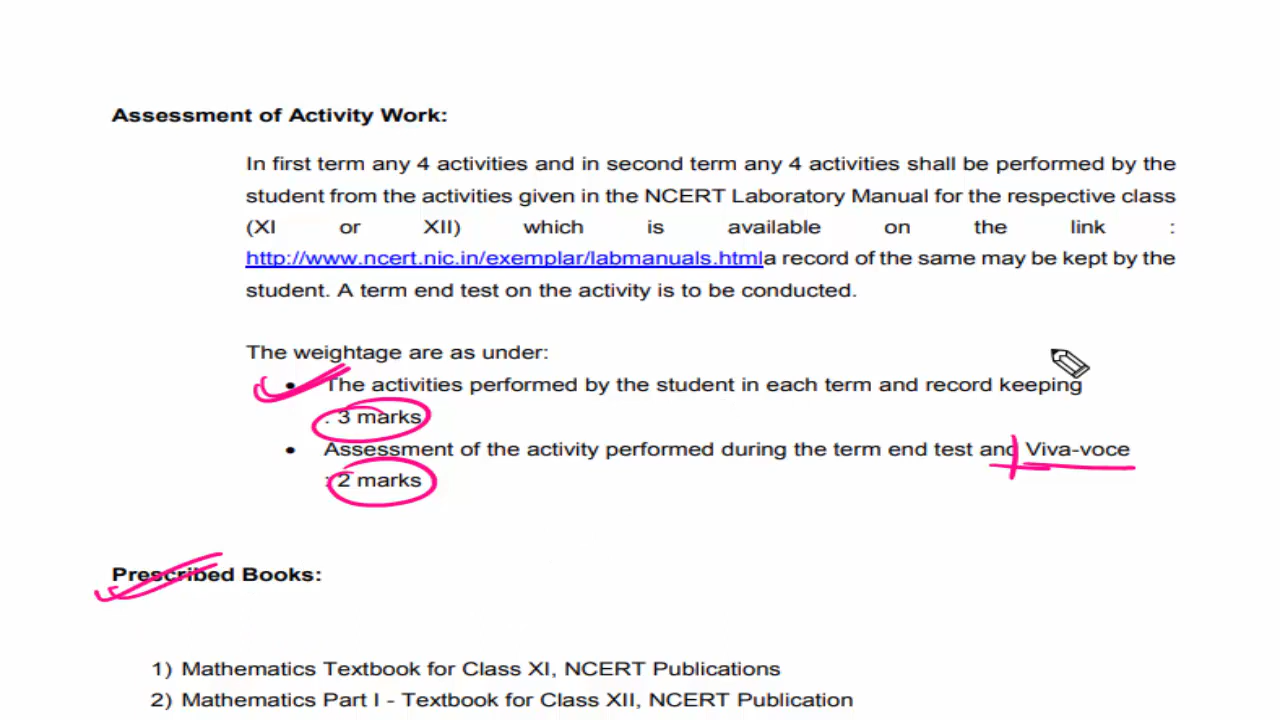 Assessment of Activity Work:
In first term any 4 activities and in second term any 4 activities shall be performed by the
student from the activities given in the NCERT Laboratory Manual for the respective class
(XI or XII) which is available on the link :
http://www.ncert.nic.in/exemplar/labmanuals.htmla record of the same may be kept by the
student. A term end test on the activity is to be conducted.
The weightage are as under:
• The activities performed by the student in each term and record keeping
: 3 marks
• Assessment of the activity performed during the term end test and Viva-voce
: 2 marks
Prescribed Books:
1) Mathematics Textbook for Class XI, NCERT Publications
2) Mathematics Part I - Textbook for Class XII, NCERT Publication